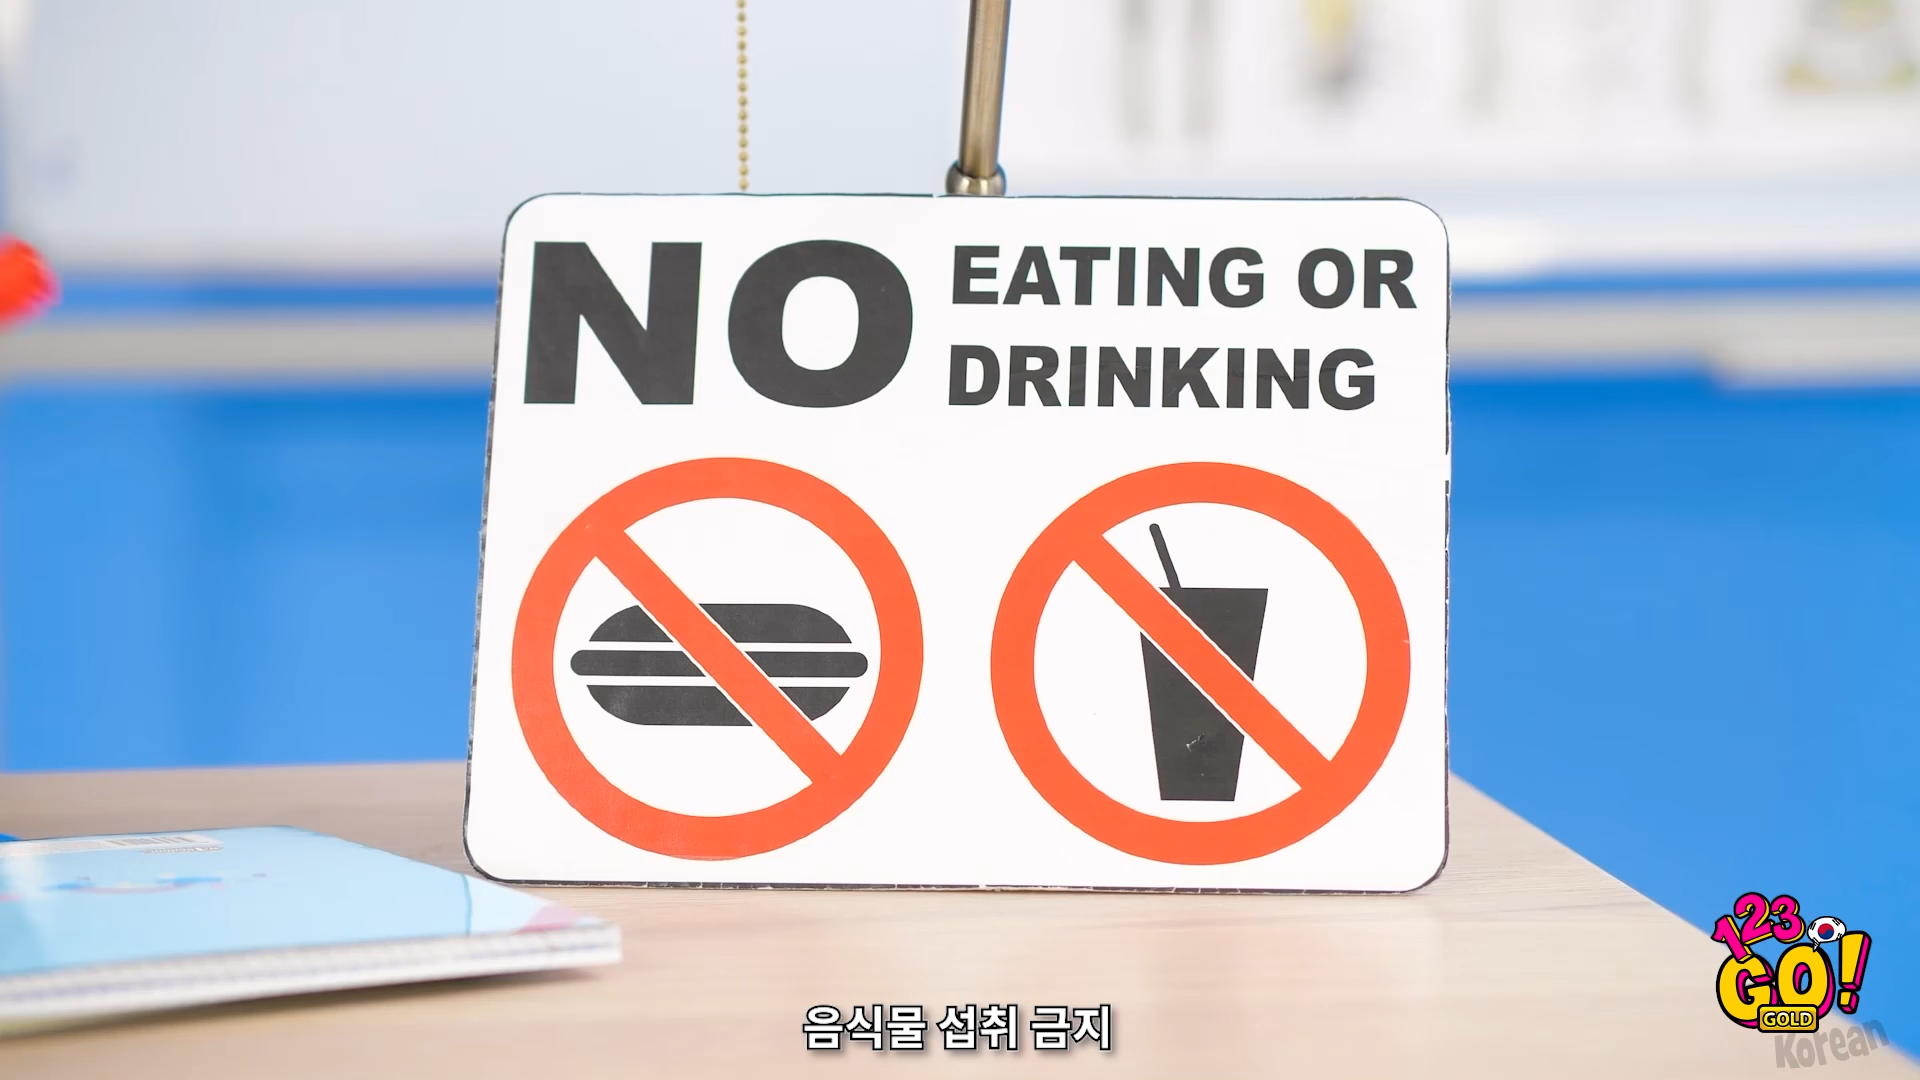 NO EATING OR
DRINKING
음식물 섭취 금지
123
GO!
GOLD
Korean